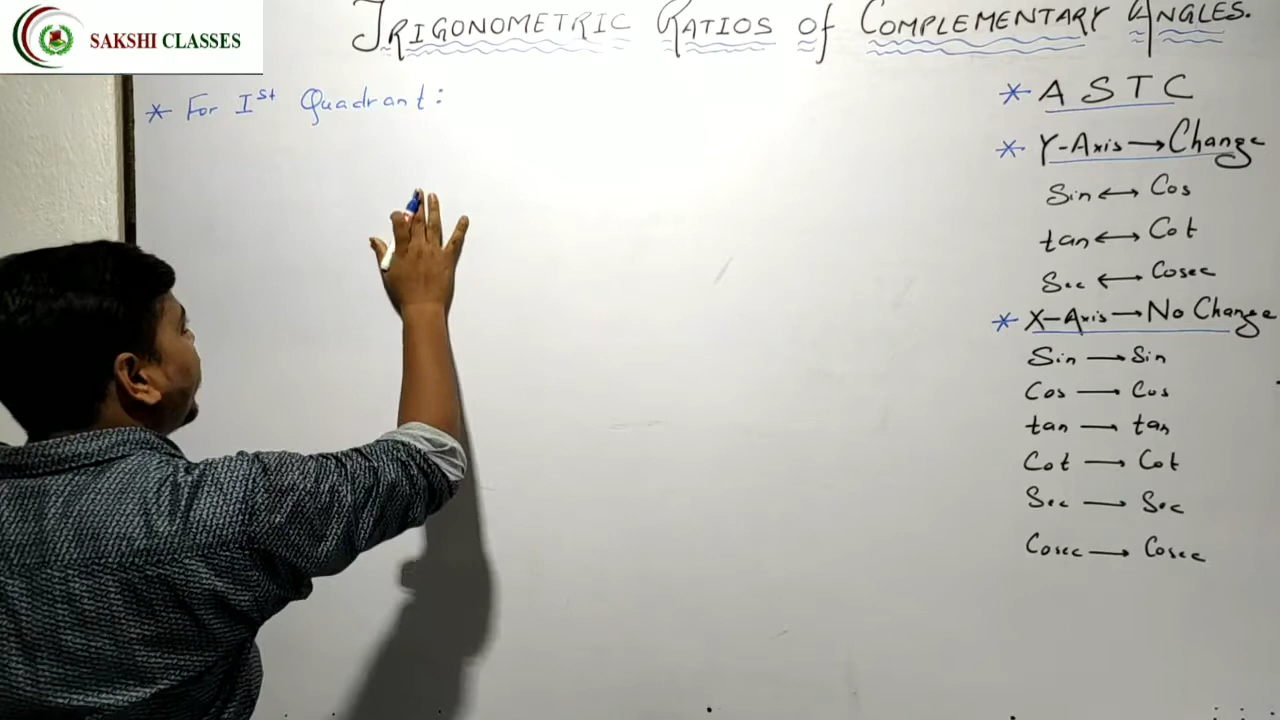 SAKSHI CLASSES
TRIGONOMETRIC RATIOS of COMPLEMENTARY ANGLES.
* For Ist Quadrant:
* A S T C
* Y-Axis → Change
Sin ↔ Cos
tan ↔ Cot
Sec ↔ Cosec
* X-Axis → No Change
Sin → Sin
Cos → Cos
tan → tan
Cot → Cot
Sec → Sec
Cosec → Cosec